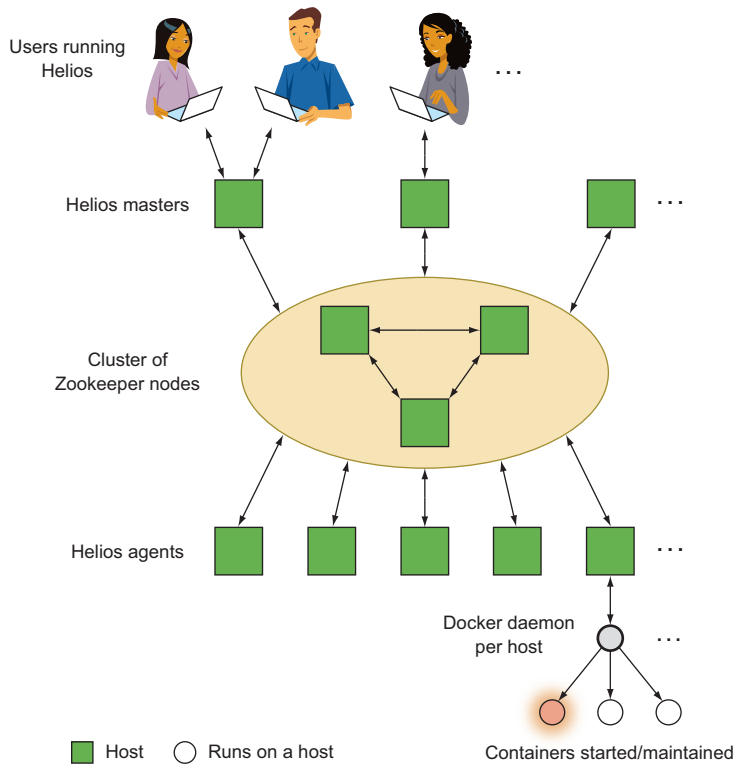 Users running
Helios
...
Helios masters
...
Cluster of
Zookeeper nodes
Helios agents
...
Docker daemon
per host
...
Host
Runs on a host
Containers started/maintained